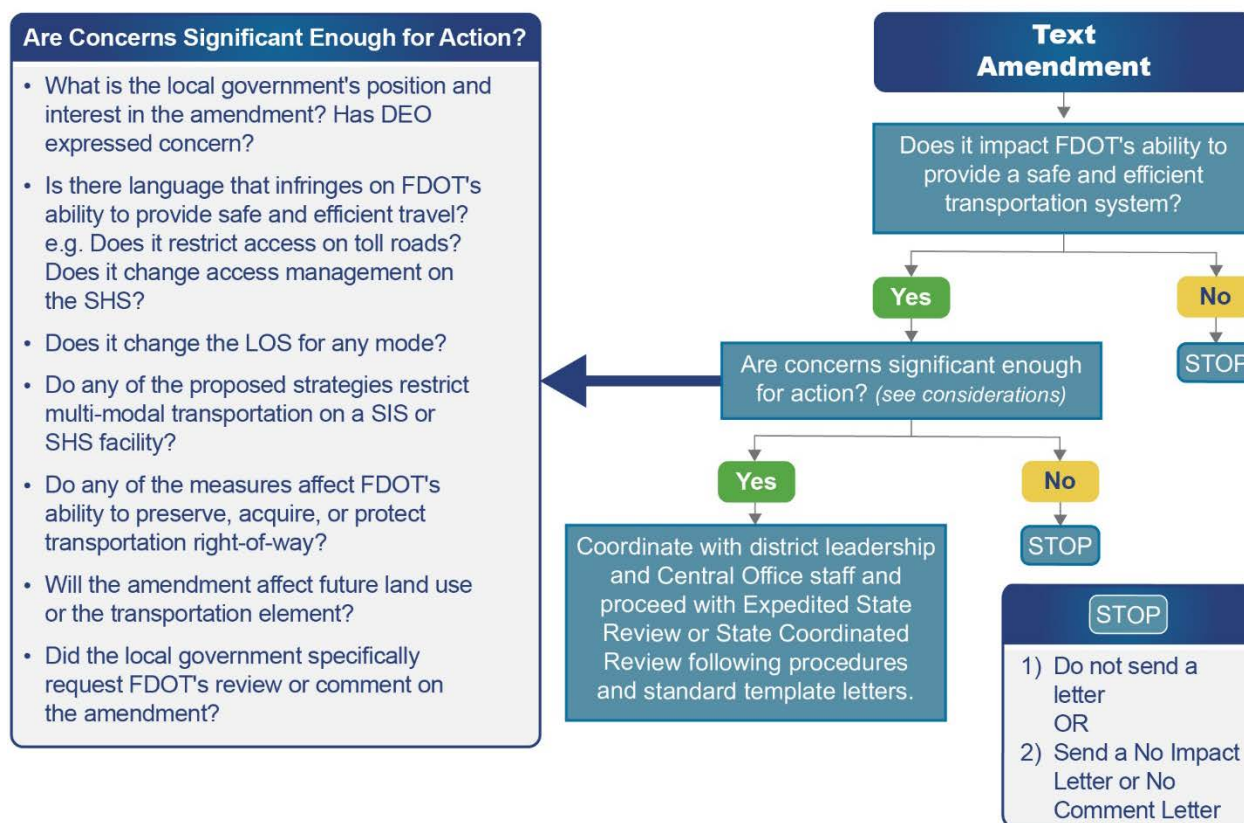 Are Concerns Significant Enough for Action?
• What is the local government's position and
interest in the amendment? Has DEO
expressed concern?
• Is there language that infringes on FDOT's
ability to provide safe and efficient travel?
e.g. Does it restrict access on toll roads?
Does it change access management on
the SHS?
• Does it change the LOS for any mode?
• Do any of the proposed strategies restrict
multi-modal transportation on a SIS or
SHS facility?
• Do any of the measures affect FDOT's
ability to preserve, acquire, or protect
transportation right-of-way?
• Will the amendment affect future land use
or the transportation element?
• Did the local government specifically
request FDOT's review or comment on
the amendment?
Text
Amendment
Does it impact FDOT's ability to
provide a safe and efficient
transportation system?
Yes
No
STOP
Are concerns significant enough
for action? (see considerations)
Yes
No
STOP
Coordinate with district leadership
and Central Office staff and
proceed with Expedited State
Review or State Coordinated
Review following procedures
and standard template letters.
STOP
1) Do not send a
letter
OR
2) Send a No Impact
Letter or No
Comment Letter